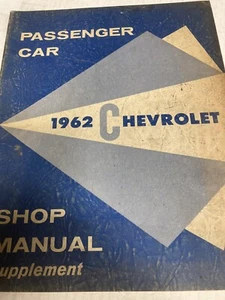 PASSENGER
CAR
1962 CHEVROLET
SHOP
MANUAL
upplement